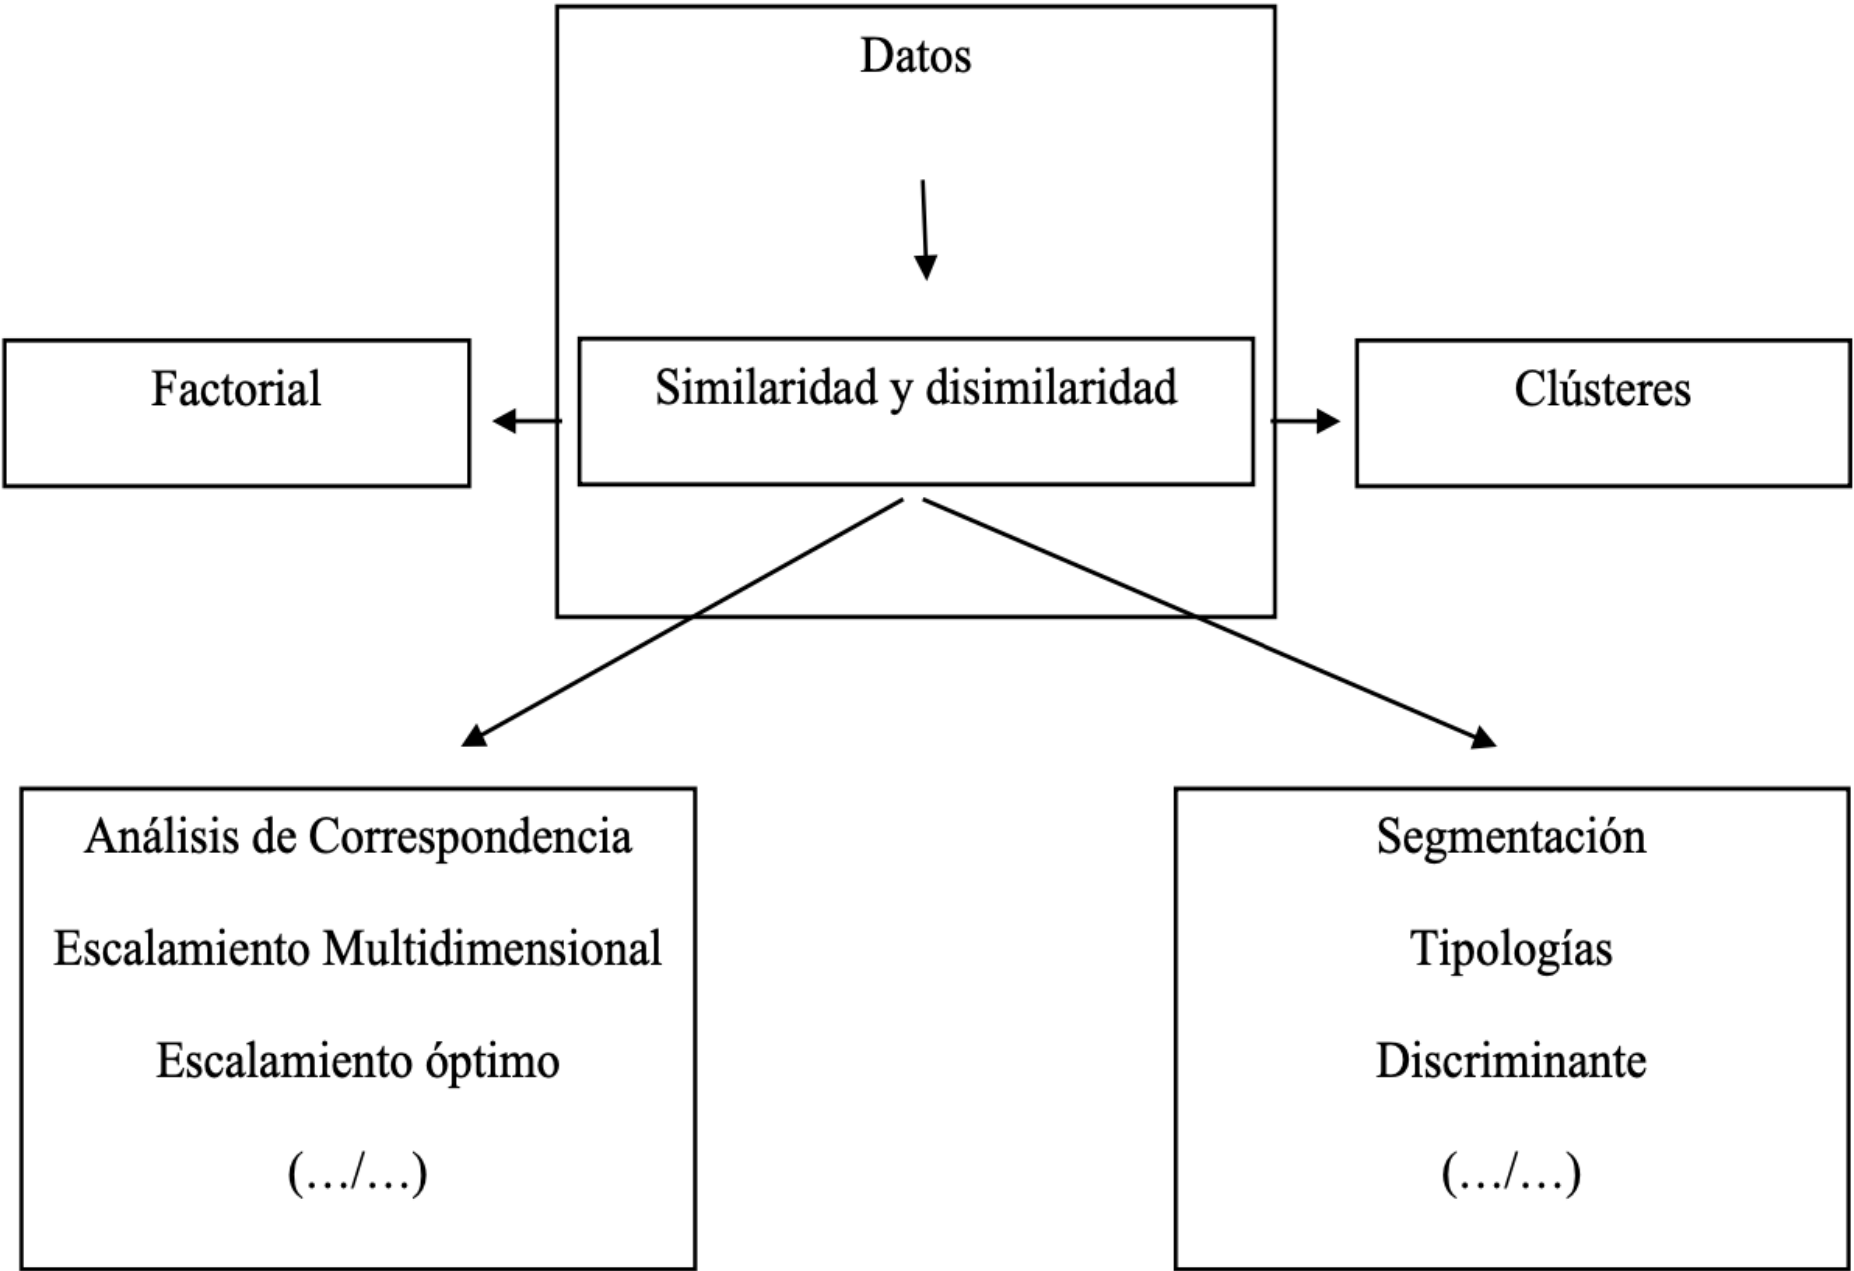 Datos
Factorial
Similaridad y disimilaridad
Clústeres
Análisis de Correspondencia
Escalamiento Multidimensional
Escalamiento óptimo
(…/…)
Segmentación
Tipologías
Discriminante
(…/…)